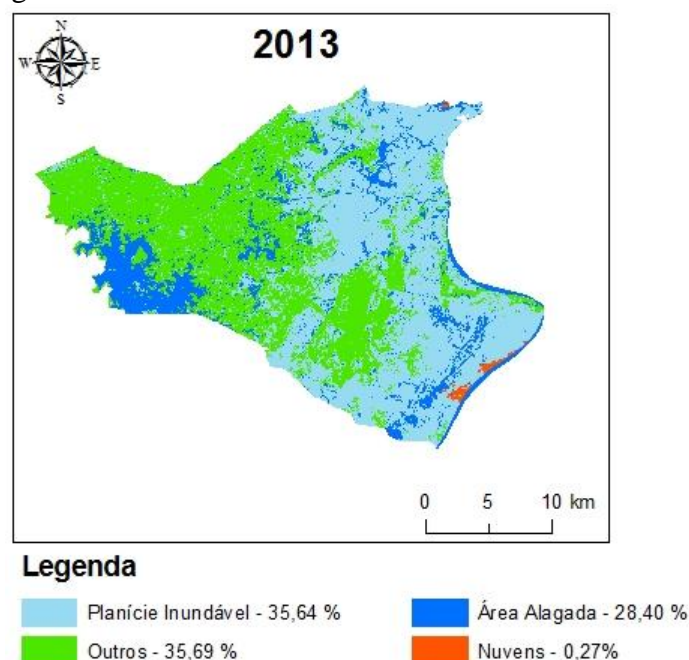 N
2013
W E
S
0 5 10 km
Legenda
Planície Inundável - 35,64 % Área Alagada - 28,40 %
Outros - 35,69 % Nuvens - 0,27%